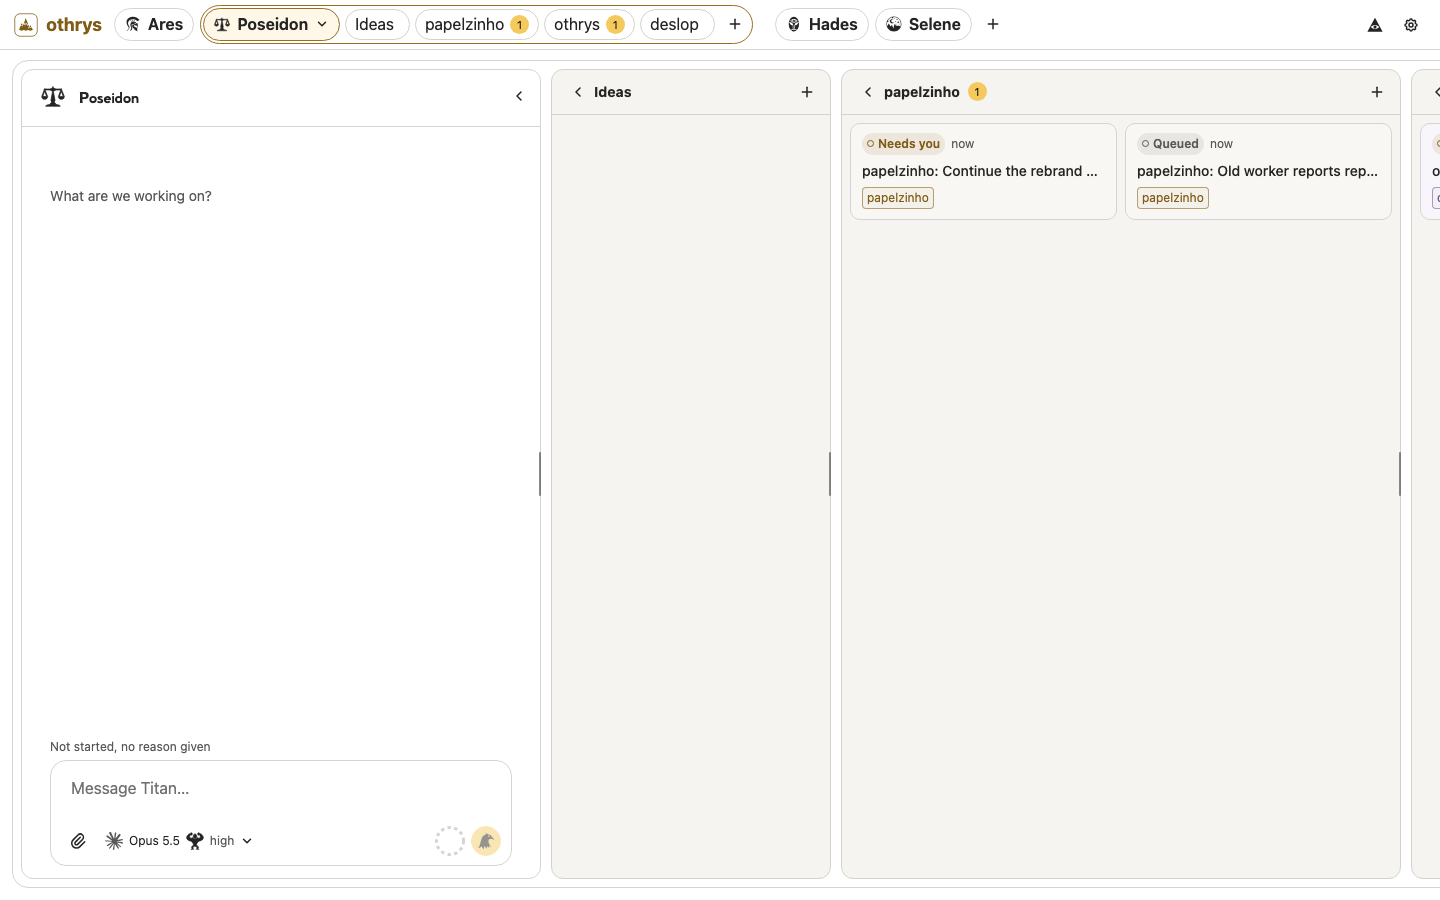 othrys
Ares
Poseidon
Ideas
papelzinho 1
othrys 1
deslop
+
Hades
Selene
+
Poseidon
What are we working on?
Not started, no reason given
Message Titan...
Opus 5.5
high
Ideas
+
papelzinho 1
+
Needs you now
papelzinho: Continue the rebrand ...
papelzinho
Queued now
papelzinho: Old worker reports rep...
papelzinho